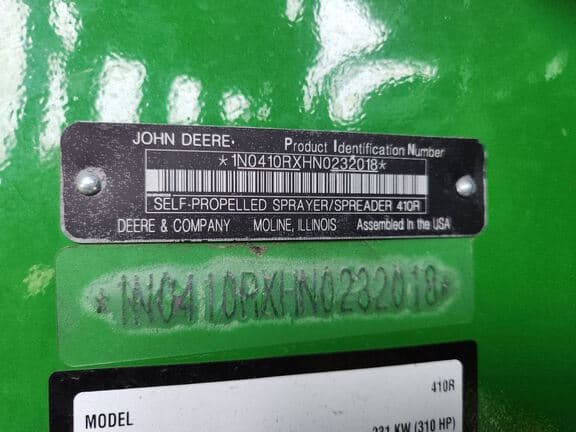 JOHN DEERE. Product Identification Number
*1N0410RXHN0232018*
SELF-PROPELLED SPRAYER/SPREADER 410R
DEERE & COMPANY MOLINE, ILLINOIS Assembled in the USA
*1N0410RXHN0232018*
410R
MODEL
231 KW (310 HP)